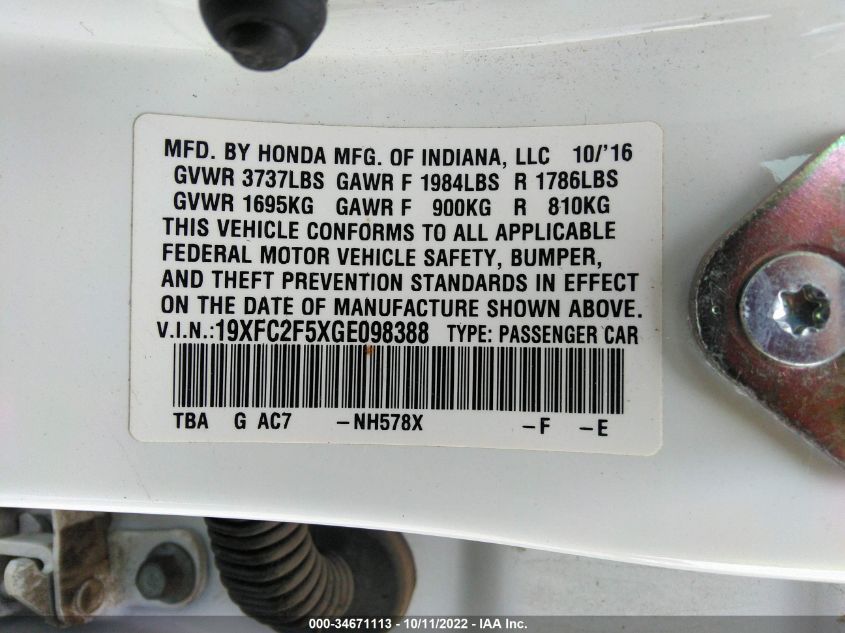 MFD. BY HONDA MFG. OF INDIANA, LLC 10/'16
GVWR 3737LBS GAWR F 1984LBS R 1786LBS
GVWR 1695KG GAWR F 900KG R 810KG
THIS VEHICLE CONFORMS TO ALL APPLICABLE
FEDERAL MOTOR VEHICLE SAFETY, BUMPER,
AND THEFT PREVENTION STANDARDS IN EFFECT
ON THE DATE OF MANUFACTURE SHOWN ABOVE.
V.I.N.:19XFC2F5XGE098388 TYPE: PASSENGER CAR
TBA G AC7 -NH578X -F -E
000-34671113 - 10/11/2022 - IAA Inc.